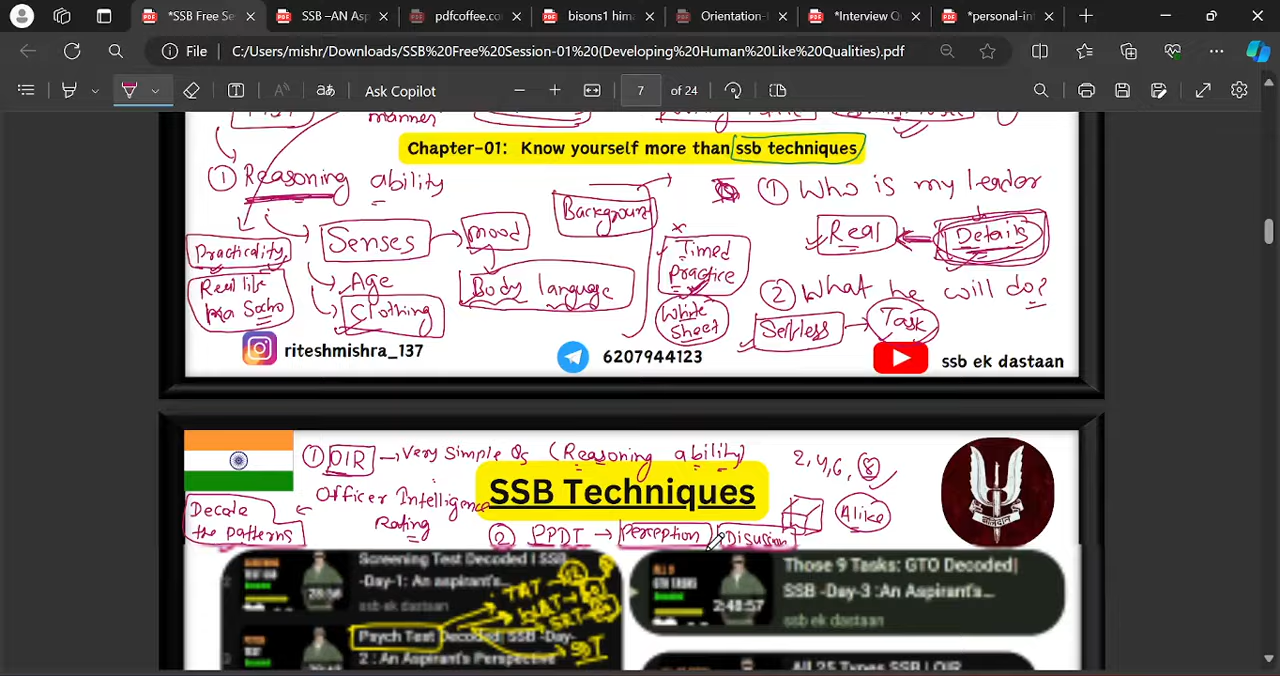 *SSB Free Se
SSB –AN Asp
pdfcoffee.co
bisons1 him
Orientation-
*Interview Q
*personal-in
File
C:/Users/mishr/Downloads/SSB%20Free%20Session-01%20(Developing%20Human%20Like%20Qualities).pdf
aあ
Ask Copilot
7 of 24
manner
Chapter-01: Know yourself more than ssb techniques
① Reasoning ability
① Who is my leader
Background
Senses
mood
Real
Details
Practicality
Timed
Practice
Real life
Age
Body language
② What he will do?
Clothing
White
Sheet
Selfless
Task
riteshmishra_137
6207944123
ssb ek dastaan
① OIR → Very Simple Qs (Reasoning ability)
2, 4, 6, 8
SSB Techniques
Officer Intelligence
Rating
Decode
the patterns
Alike
② PPDT → Perception
Disussion
Screening Test Decoded | SSB
-Day-1: An aspirant's...
ssb ek dastaan
TAT
WAT
SRT
SDT
Psych Test Decoded: SSB -Day-
2 : An Aspirant's Perspective
Those 9 Tasks: GTO Decoded|
SSB -Day-3 :An Aspirant's...
2:48:57
ssb ek dastaan
All 25 Types SSB | OIR